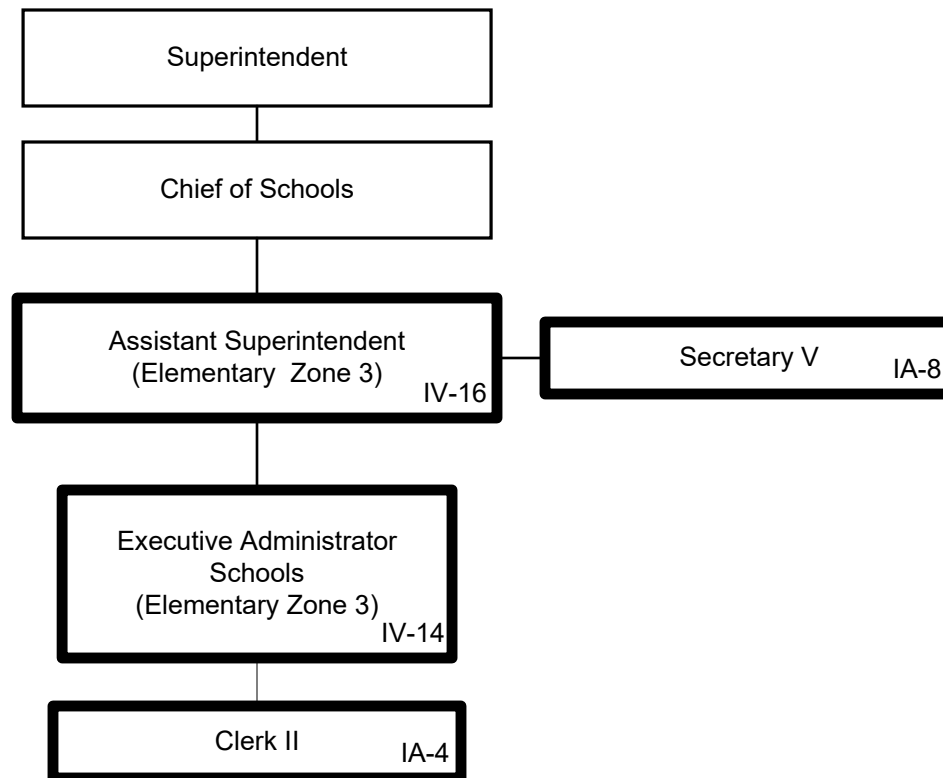 Superintendent
Chief of Schools
Assistant Superintendent
(Elementary  Zone 3)
IV-16
Secretary V
IA-8
Executive Administrator
Schools
(Elementary Zone 3)
IV-14
Clerk II
IA-4